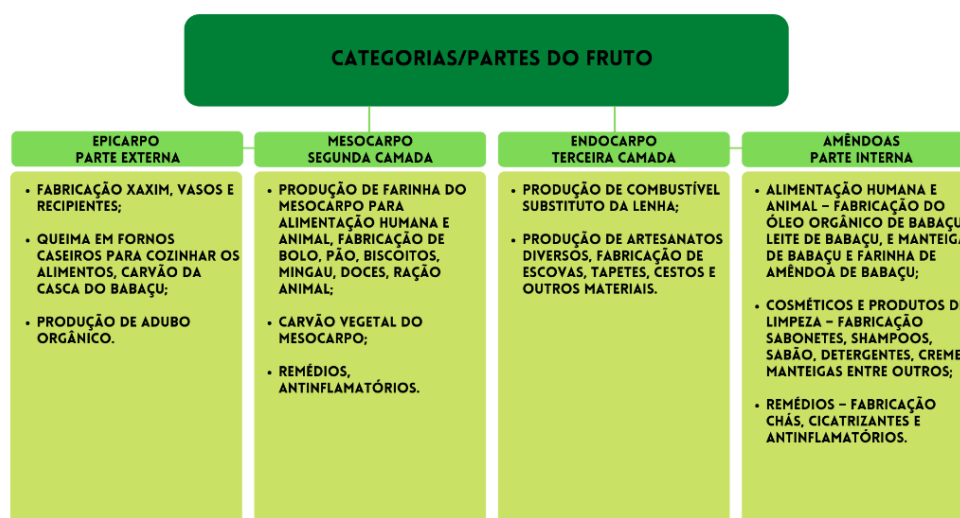 CATEGORIAS/PARTES DO FRUTO
EPICARPO
PARTE EXTERNA
• FABRICAÇÃO XAXIM, VASOS E
RECIPIENTES;
• QUEIMA EM FORNOS
CASEIROS PARA COZINHAR OS
ALIMENTOS, CARVÃO DA
CASCA DO BABAÇU;
• PRODUÇÃO DE ADUBO
ORGÂNICO.
MESOCARPO
SEGUNDA CAMADA
• PRODUÇÃO DE FARINHA DO
MESOCARPO PARA
ALIMENTAÇÃO HUMANA E
ANIMAL, FABRICAÇÃO DE
BOLO, PÃO, BISCOITOS,
MINGAU, DOCES, RAÇÃO
ANIMAL;
• CARVÃO VEGETAL DO
MESOCARPO;
• REMÉDIOS,
ANTINFLAMATÓRIOS.
ENDOCARPO
TERCEIRA CAMADA
• PRODUÇÃO DE COMBUSTÍVEL
SUBSTITUTO DA LENHA;
• PRODUÇÃO DE ARTESANATOS
DIVERSOS, FABRICAÇÃO DE
ESCOVAS, TAPETES, CESTOS E
OUTROS MATERIAIS.
AMÊNDOAS
PARTE INTERNA
• ALIMENTAÇÃO HUMANA E
ANIMAL – FABRICAÇÃO DO
ÓLEO ORGÂNICO DE BABAÇU
LEITE DE BABAÇU, E MANTEIGA
DE BABAÇU E FARINHA DE
AMÊNDOA DE BABAÇU;
• COSMÉTICOS E PRODUTOS DE
LIMPEZA – FABRICAÇÃO
SABONETES, SHAMPOOS,
SABÃO, DETERGENTES, CREME
MANTEIGAS ENTRE OUTROS;
• REMÉDIOS – FABRICAÇÃO
CHÁS, CICATRIZANTES E
ANTINFLAMATÓRIOS.